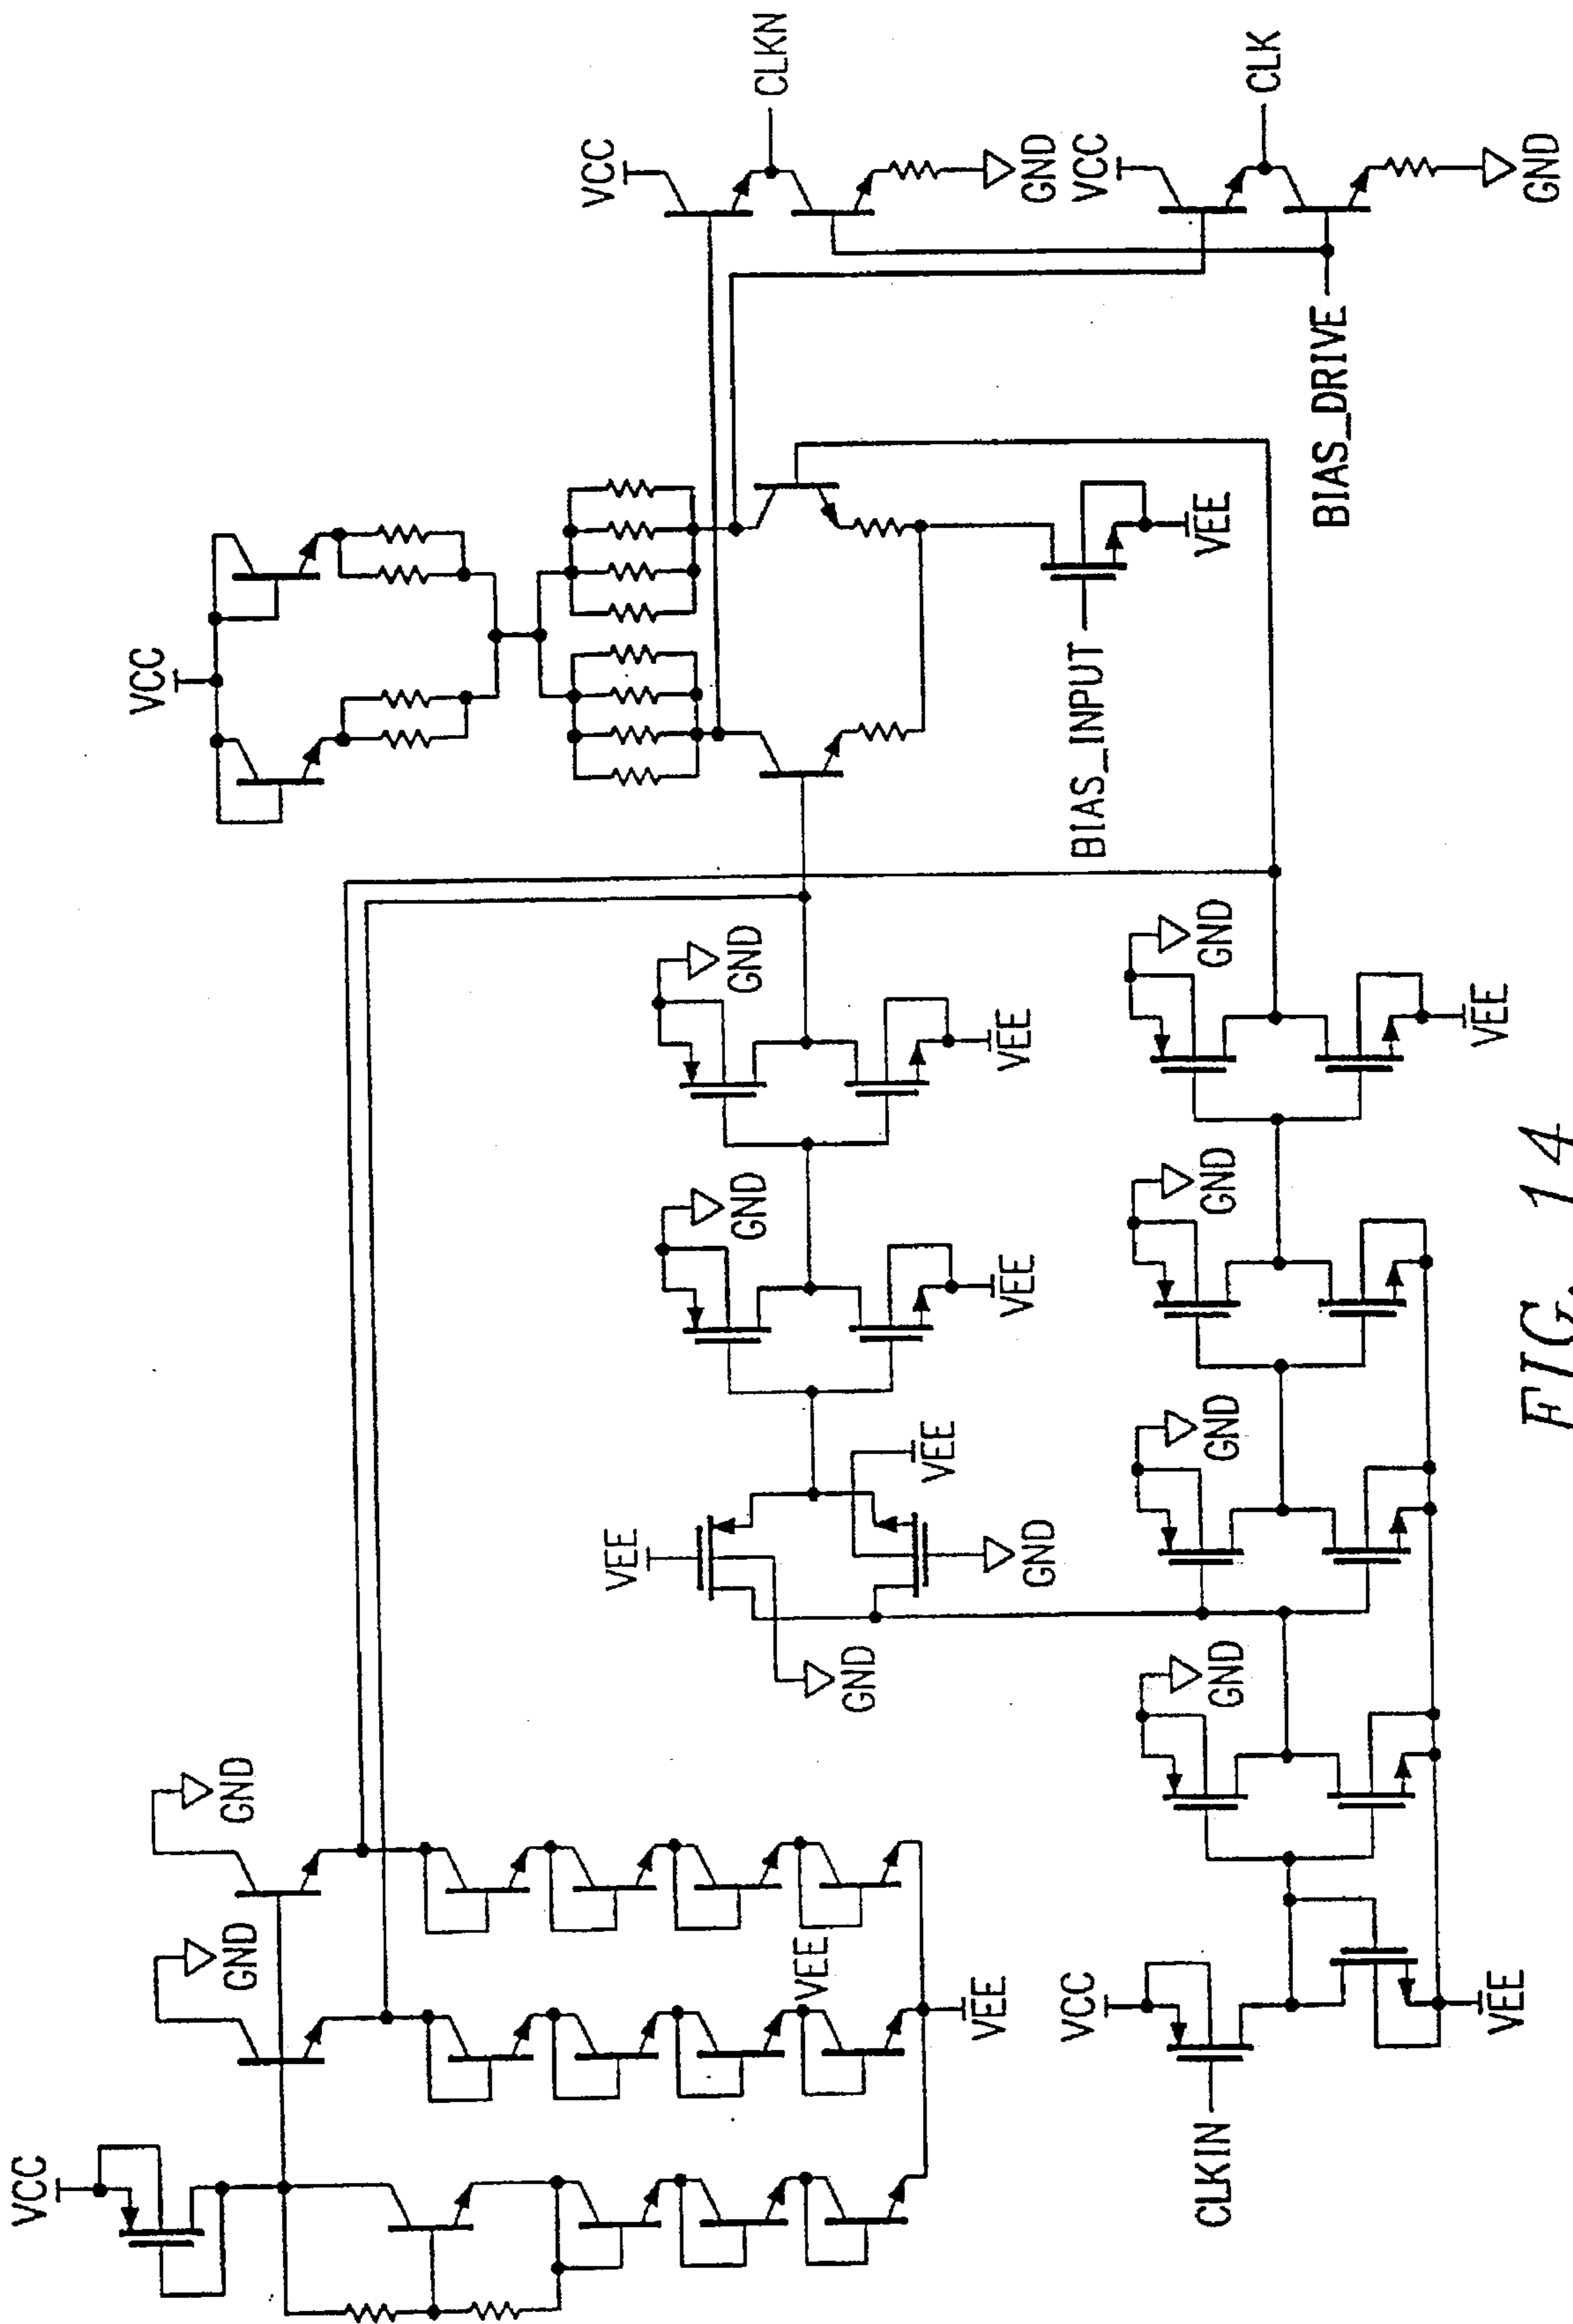 VCC
GND
GND
VEE
VEE
VCC
CLKIN
VEE
GND
VEE
GND
VEE
GND
VEE
GND
VEE
GND
GND
GND
GND
VEE
VCC
BIAS_INPUT
VEE
VCC
CLKN
GND
VCC
CLK
GND
BIAS_DRIVE
FIG. 14